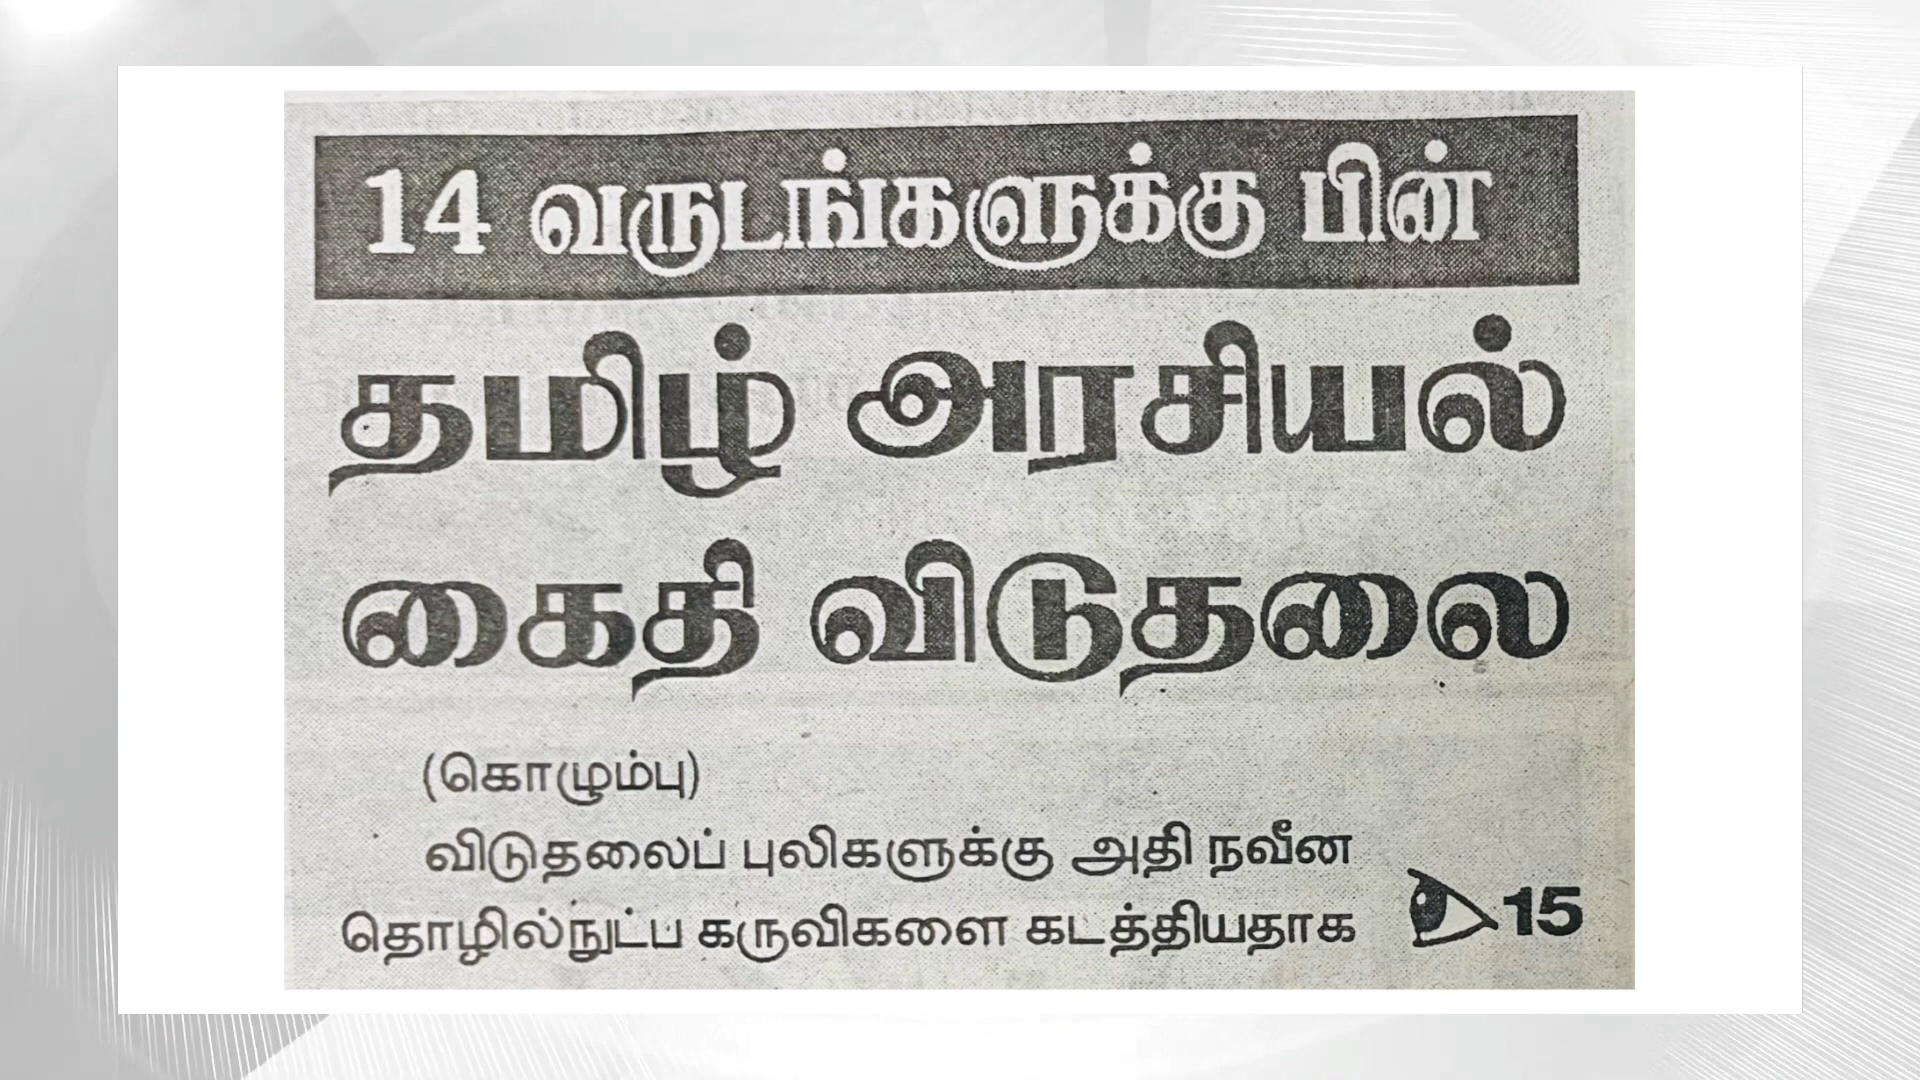 14 வருடங்களுக்கு பின்
தமிழ் அரசியல்
கைதி விடுதலை
(கொழும்பு)
விடுதலைப் புலிகளுக்கு அதி நவீன
தொழில்நுட்ப கருவிகளை கடத்தியதாக
15